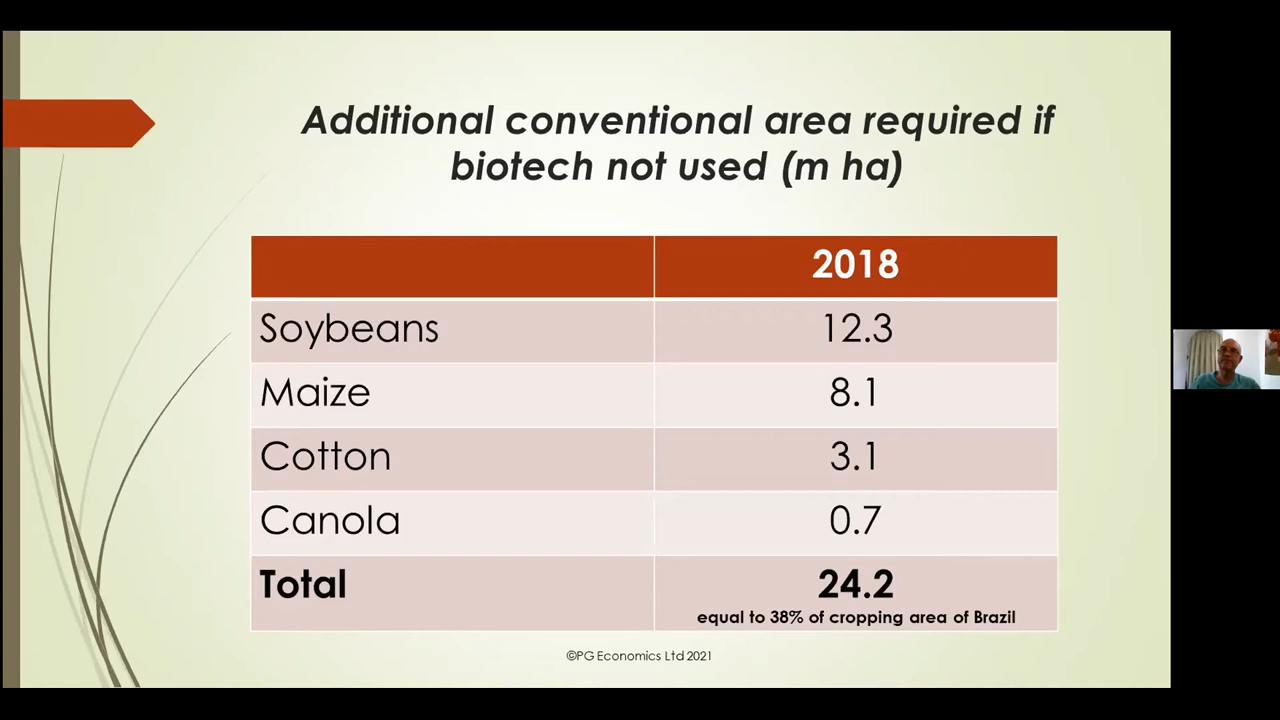 Additional conventional area required if
biotech not used (m ha)
2018
Soybeans 12.3
Maize 8.1
Cotton 3.1
Canola 0.7
Total 24.2
equal to 38% of cropping area of Brazil
©PG Economics Ltd 2021